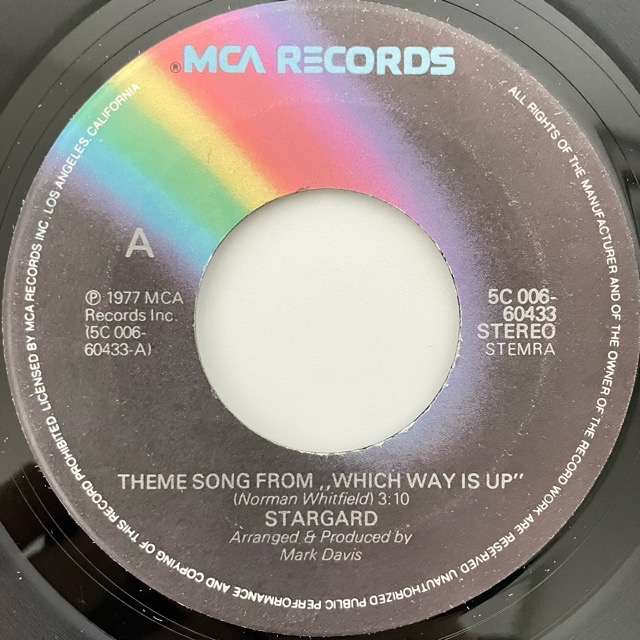 ® MCA RECORDS
A
℗ 1977 MCA
Records Inc.
(5C 006-
60433-A)
5C 006-
60433
STEREO
STEMRA
THEME SONG FROM ,,WHICH WAY IS UP"
(Norman Whitfield) 3:10
STARGARD
Arranged & Produced by
Mark Davis
ALL RIGHTS OF THE MANUFACTURER AND OF THE OWNER OF THE RECORD WORK ARE RESERVED. UNAUTHORIZED PUBLIC PERFORMANCE AND COPYING OF THIS RECORD PROHIBITED. LICENSED BY MCA RECORDS INC., LOS ANGELES, CALIFORNIA